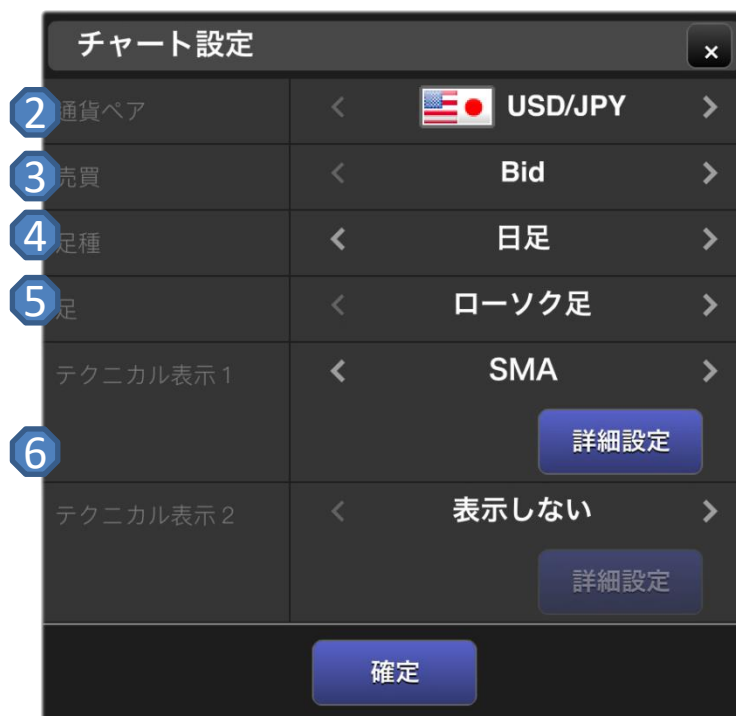 チャート設定 ×
2 通貨ペア < USD/JPY >
3 売買 < Bid >
4 足種 < 日足 >
5 足 < ローソク足 >
テクニカル表示1 < SMA >
6 詳細設定
テクニカル表示2 < 表示しない >
詳細設定
確定